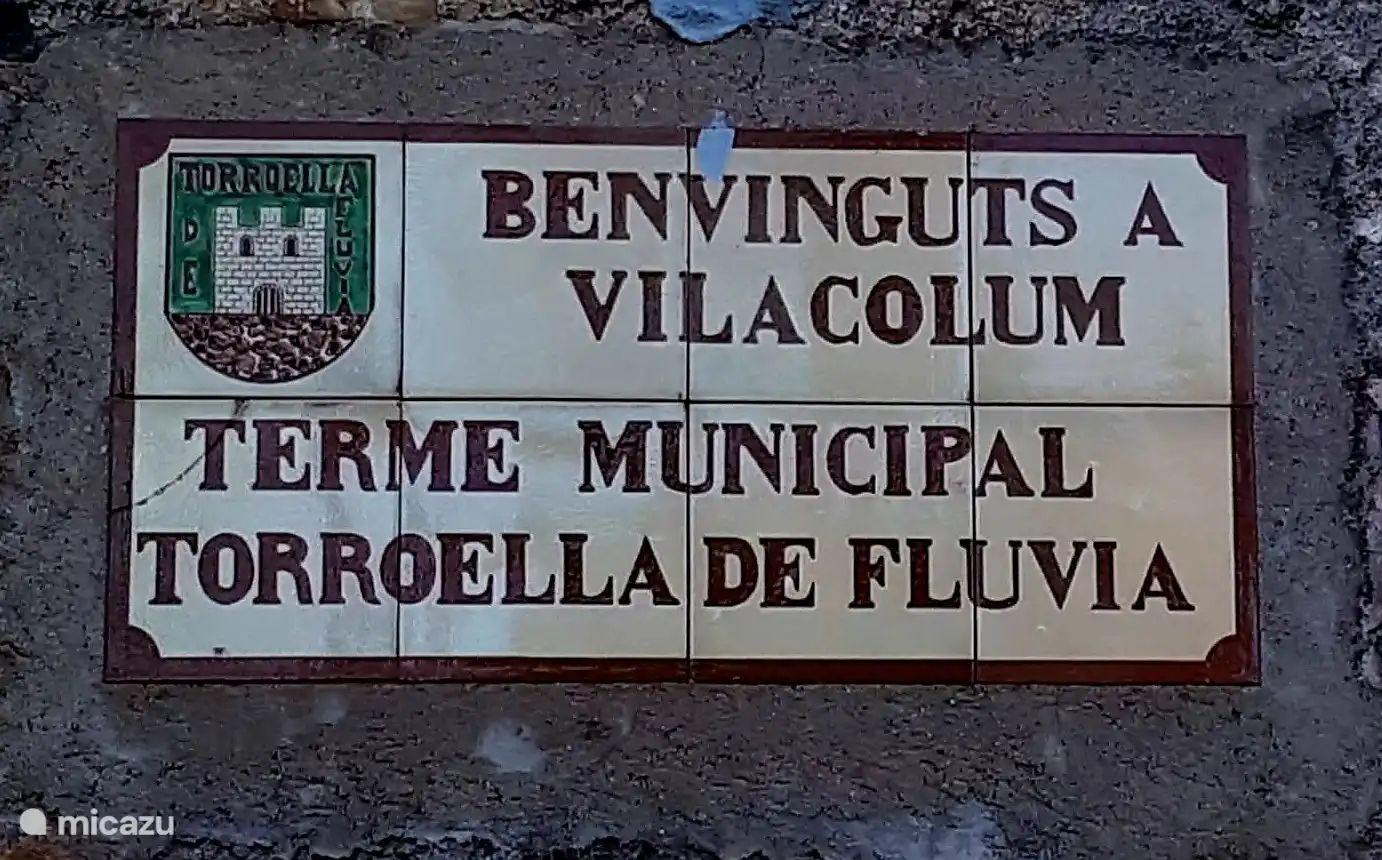 TORROELLA
DE
FLUVIA
BENVINGUTS A
VILACOLUM
TERME MUNICIPAL
TORROELLA DE FLUVIA
micazu